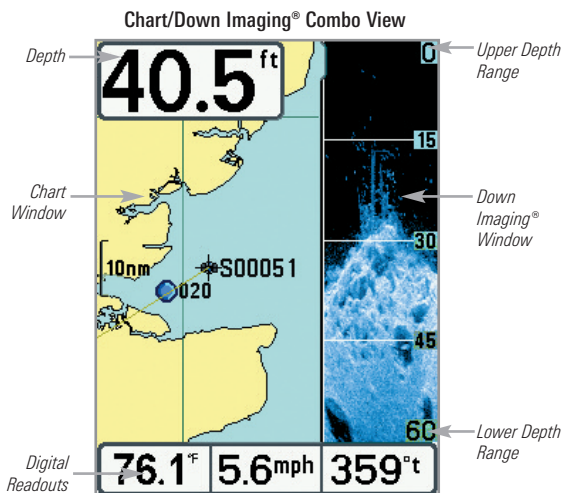 Chart/Down Imaging® Combo View
Depth
40.5 ft
0
Upper Depth
Range
15
Chart
Window
Down
Imaging®
Window
30
10nm
S00051
020
45
60
Lower Depth
Range
Digital
Readouts
76.1°F 5.6mph 359°t